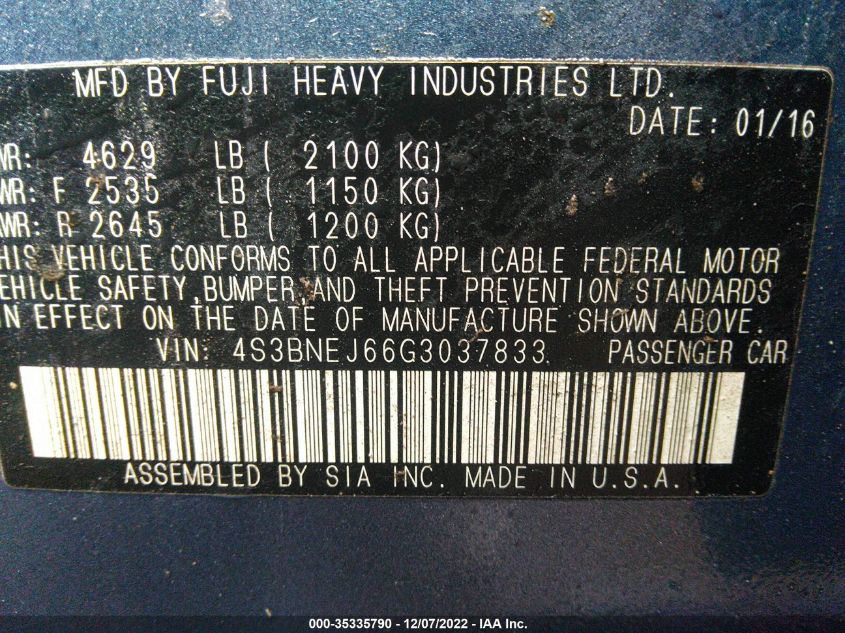 MFD BY FUJI HEAVY INDUSTRIES LTD.
DATE: 01/16
WR: 4629 LB ( 2100 KG)
WR: F 2535 LB ( 1150 KG)
WR: R 2645 LB ( 1200 KG)
HIS VEHICLE CONFORMS TO ALL APPLICABLE FEDERAL MOTOR
EHICLE SAFETY,BUMPER,AND THEFT PREVENTION STANDARDS
IN EFFECT ON THE DATE OF MANUFACTURE SHOWN ABOVE.
VIN: 4S3BNEJ66G3037833 PASSENGER CAR
ASSEMBLED BY SIA INC. MADE IN U.S.A.
000-35335790 - 12/07/2022 - IAA Inc.